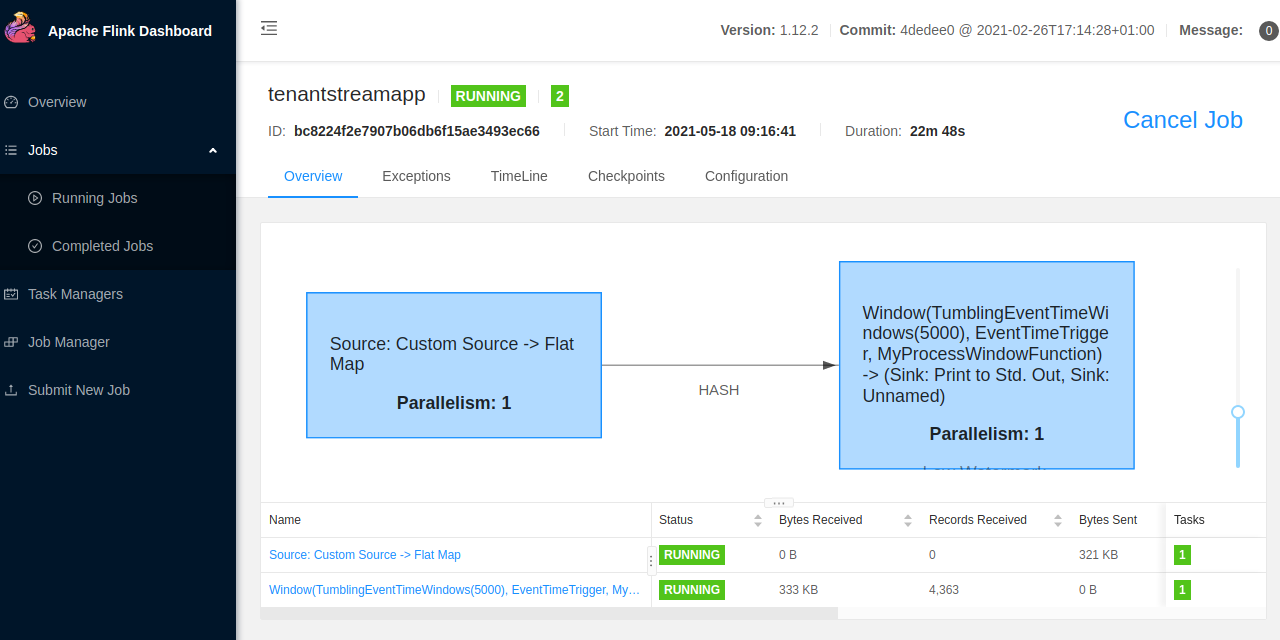 Apache Flink Dashboard
Version: 1.12.2 Commit: 4dedee0 @ 2021-02-26T17:14:28+01:00 Message: 0
Overview
Jobs
Running Jobs
Completed Jobs
Task Managers
Job Manager
Submit New Job
tenantstreamapp RUNNING 2
ID: bc8224f2e7907b06db6f15ae3493ec66 Start Time: 2021-05-18 09:16:41 Duration: 22m 48s
Cancel Job
Overview Exceptions TimeLine Checkpoints Configuration
Source: Custom Source -> Flat
Map
Parallelism: 1
HASH
Window(TumblingEventTimeWi
ndows(5000), EventTimeTrigge
r, MyProcessWindowFunction)
-> (Sink: Print to Std. Out, Sink:
Unnamed)
Parallelism: 1
Low Watermark
Name Status Bytes Received Records Received Bytes Sent Tasks
Source: Custom Source -> Flat Map RUNNING 0 B 0 321 KB 1
Window(TumblingEventTimeWindows(5000), EventTimeTrigger, My... RUNNING 333 KB 4,363 0 B 1